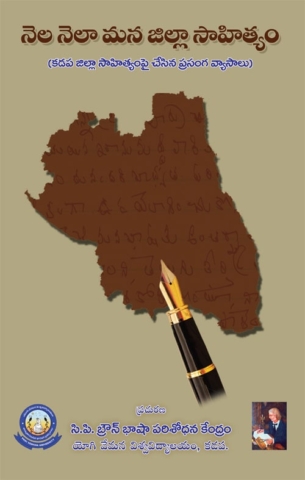 నెల నెలా మన జిల్లా సాహిత్యం
(కడప జిల్లా సాహిత్యంపై చేసిన ప్రసంగ వ్యాసాలు)
ప్రచురణ
సి.పి. బ్రౌన్ భాషా పరిశోధన కేంద్రం
యోగి వేమన విశ్వవిద్యాలయం, కడప.